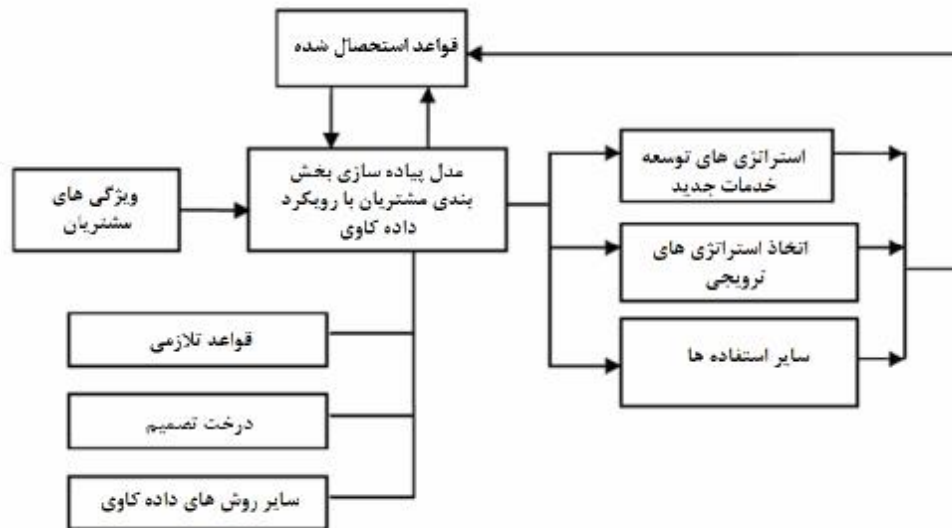 قواعد استحصال شده
مدل پیاده سازی بخش
بندی مشتریان با رویکرد
داده کاوی
ویژگی های
مشتریان
استراتژی های توسعه
خدمات جدید
اتخاذ استراتژی های
ترویجی
سایر استفاده ها
قواعد تلازمی
درخت تصمیم
سایر روش های داده کاوی